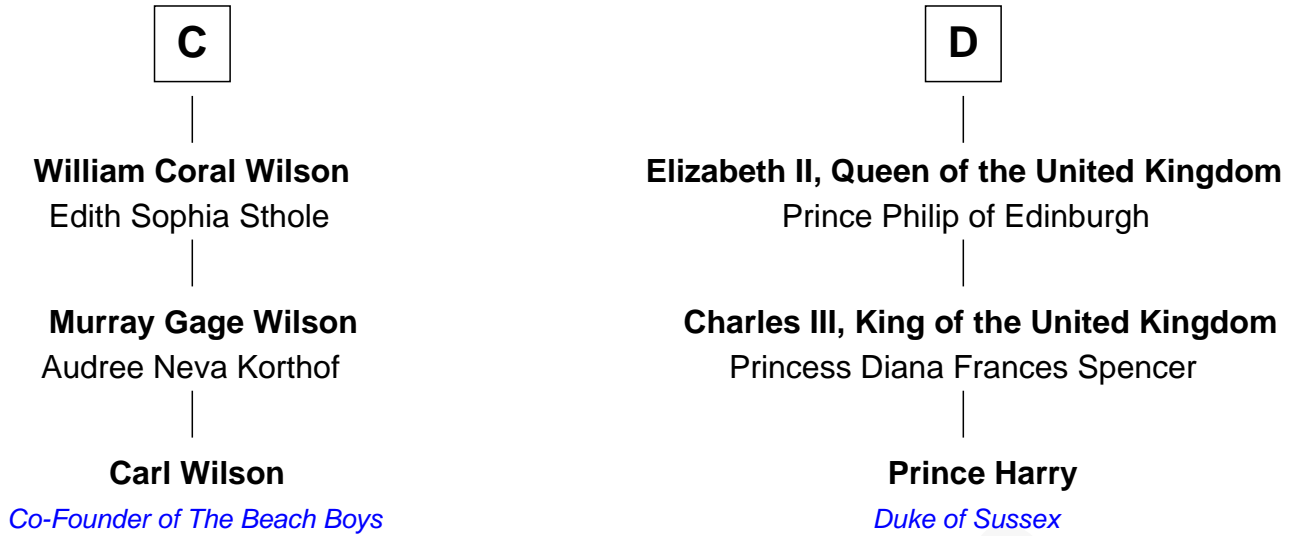 C
William Coral Wilson
Edith Sophia Sthole
Murray Gage Wilson
Audree Neva Korthof
Carl Wilson
Co-Founder of The Beach Boys
D
Elizabeth II, Queen of the United Kingdom
Prince Philip of Edinburgh
Charles III, King of the United Kingdom
Princess Diana Frances Spencer
Prince Harry
Duke of Sussex